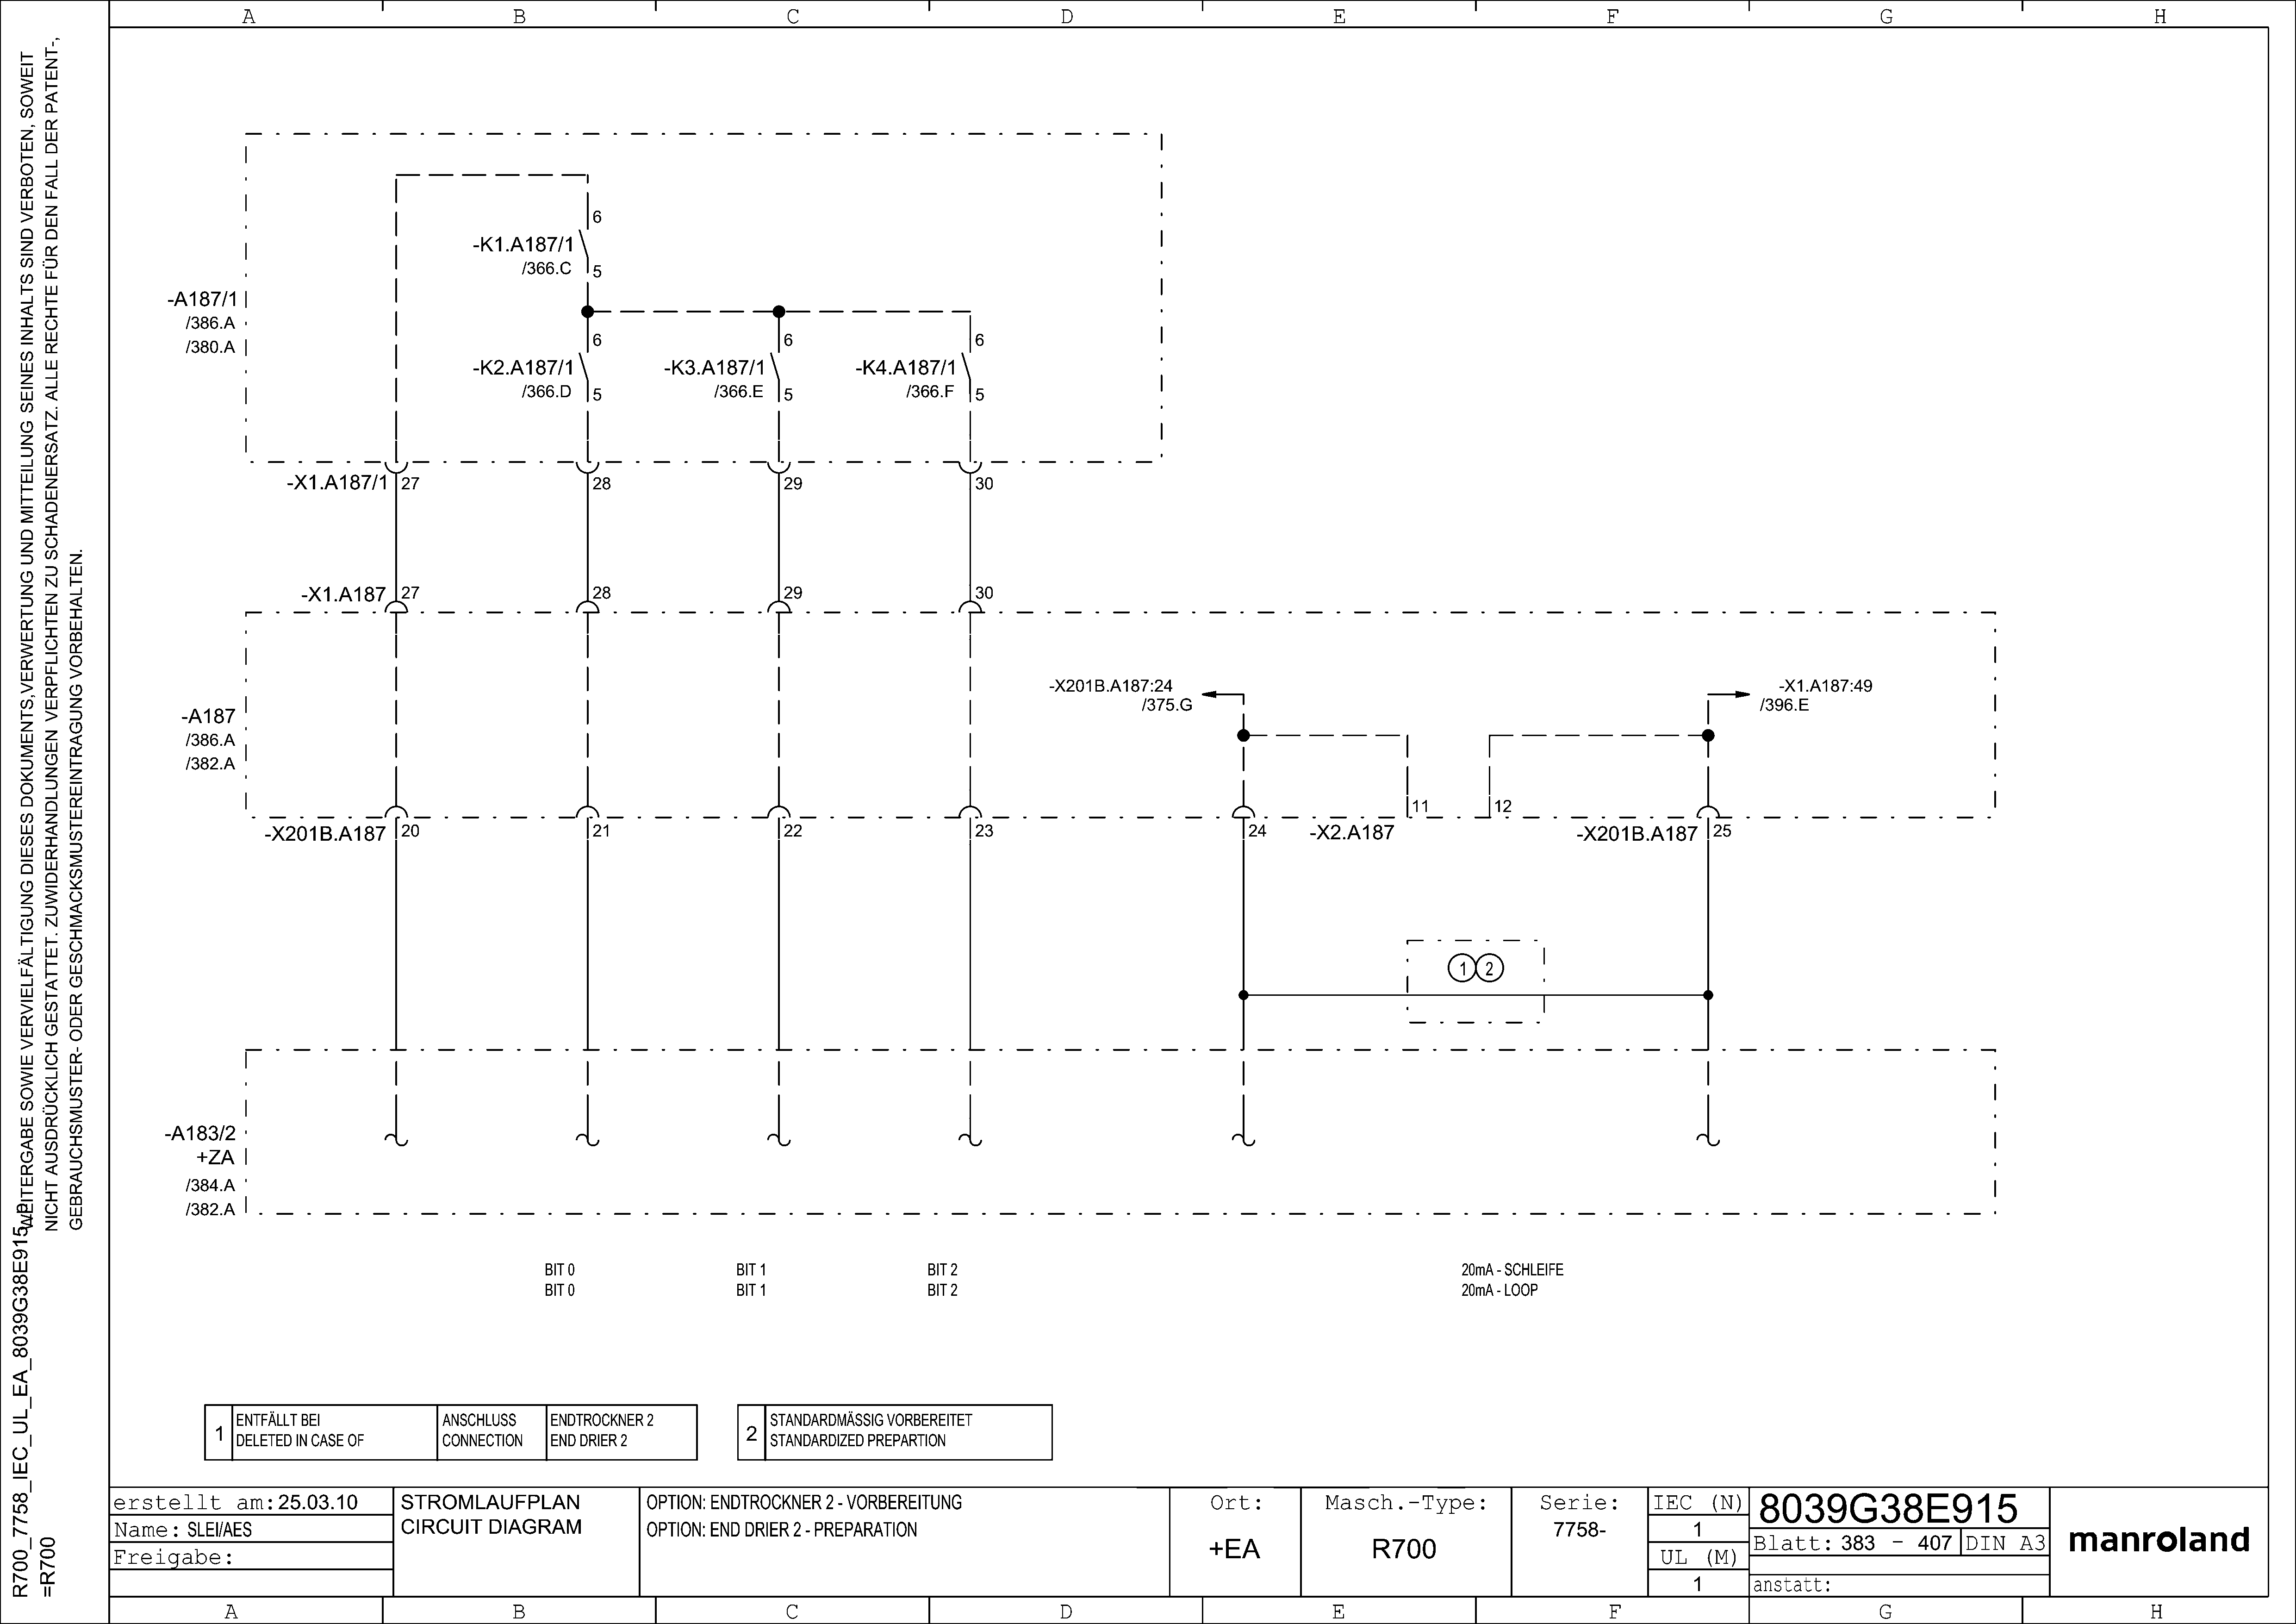 A B C D E F G H
WEITERGABE SOWIE VERVIELFÄLTIGUNG DIESES DOKUMENTS,VERWERTUNG UND MITTEILUNG SEINES INHALTS SIND VERBOTEN, SOWEIT
NICHT AUSDRÜCKLICH GESTATTET. ZUWIDERHANDLUNGEN VERPFLICHTEN ZU SCHADENERSATZ. ALLE RECHTE FÜR DEN FALL DER PATENT-,
GEBRAUCHSMUSTER- ODER GESCHMACKSMUSTEREINTRAGUNG VORBEHALTEN.
6
-K1.A187/1
/366.C
5
-A187/1
/386.A
/380.A
6 6 6
-K2.A187/1 -K3.A187/1 -K4.A187/1
/366.D /366.E /366.F
5 5 5
-X1.A187/1 27 28 29 30
-X1.A187 27 28 29 30
-X201B.A187:24
/375.G
-X1.A187:49
/396.E
-A187
/386.A
/382.A
11 12
-X201B.A187 20 21 22 23 24 -X2.A187 -X201B.A187 25
1 2
-A183/2
+ZA
/384.A
/382.A
BIT 0 BIT 1 BIT 2 20mA - SCHLEIFE
BIT 0 BIT 1 BIT 2 20mA - LOOP
1 ENTFÄLLT BEI ANSCHLUSS ENDTROCKNER 2
DELETED IN CASE OF CONNECTION END DRIER 2
2 STANDARDMÄSSIG VORBEREITET
STANDARDIZED PREPARTION
R700_7758_IEC_UL_EA_8039G38E915_0
=R700
erstellt am: 25.03.10
Name: SLEI/AES
Freigabe:
STROMLAUFPLAN
CIRCUIT DIAGRAM
OPTION: ENDTROCKNER 2 - VORBEREITUNG
OPTION: END DRIER 2 - PREPARATION
Ort:
+EA
Masch.-Type:
R700
Serie:
7758-
IEC (N)
1
UL (M)
1
8039G38E915
Blatt: 383 - 407 DIN A3
anstatt:
manroland
A B C D E F G H